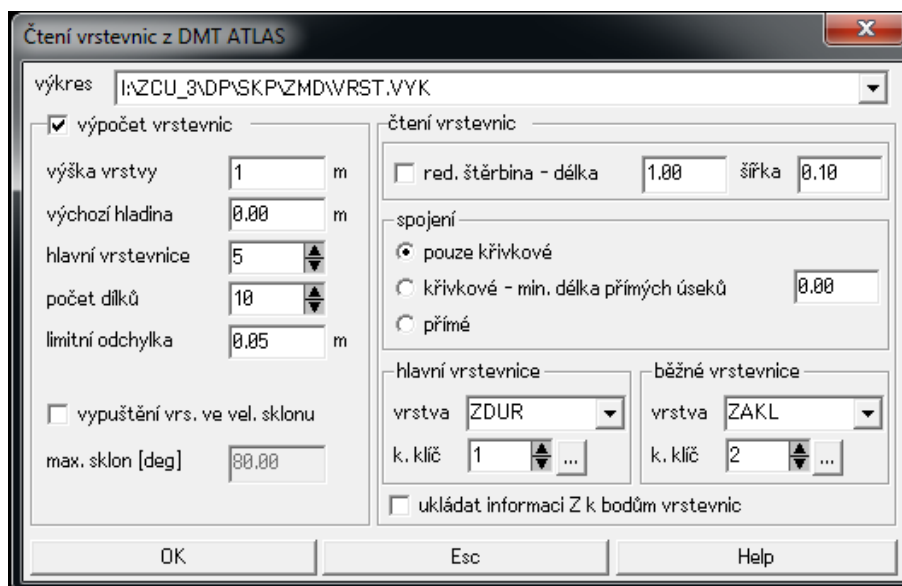 Čtení vrstevnic z DMT ATLAS
výkres I:\ZCU_3\DP\SKP\ZMD\VRST.VYK
výpočet vrstevnic
výška vrstvy 1 m
výchozí hladina 0.00 m
hlavní vrstevnice 5
počet dílků 10
limitní odchylka 0.05 m
vypuštění vrs. ve vel. sklonu
max. sklon [deg] 80.00
čtení vrstevnic
red. štěrbina - délka 1.00 šířka 0.10
spojení
pouze křivkové
křivkové - min. délka přímých úseků 0.00
přímé
hlavní vrstevnice
vrstva ZDUR
k. klíč 1 ...
běžné vrstevnice
vrstva ZAKL
k. klíč 2 ...
ukládat informaci Z k bodům vrstevnic
OK Esc Help